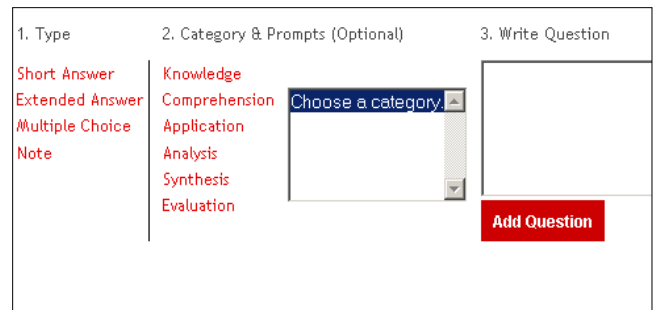 1. Type
2. Category & Prompts (Optional)
3. Write Question
Short Answer
Extended Answer
Multiple Choice
Note
Knowledge
Comprehension
Application
Analysis
Synthesis
Evaluation
Choose a category.
Add Question